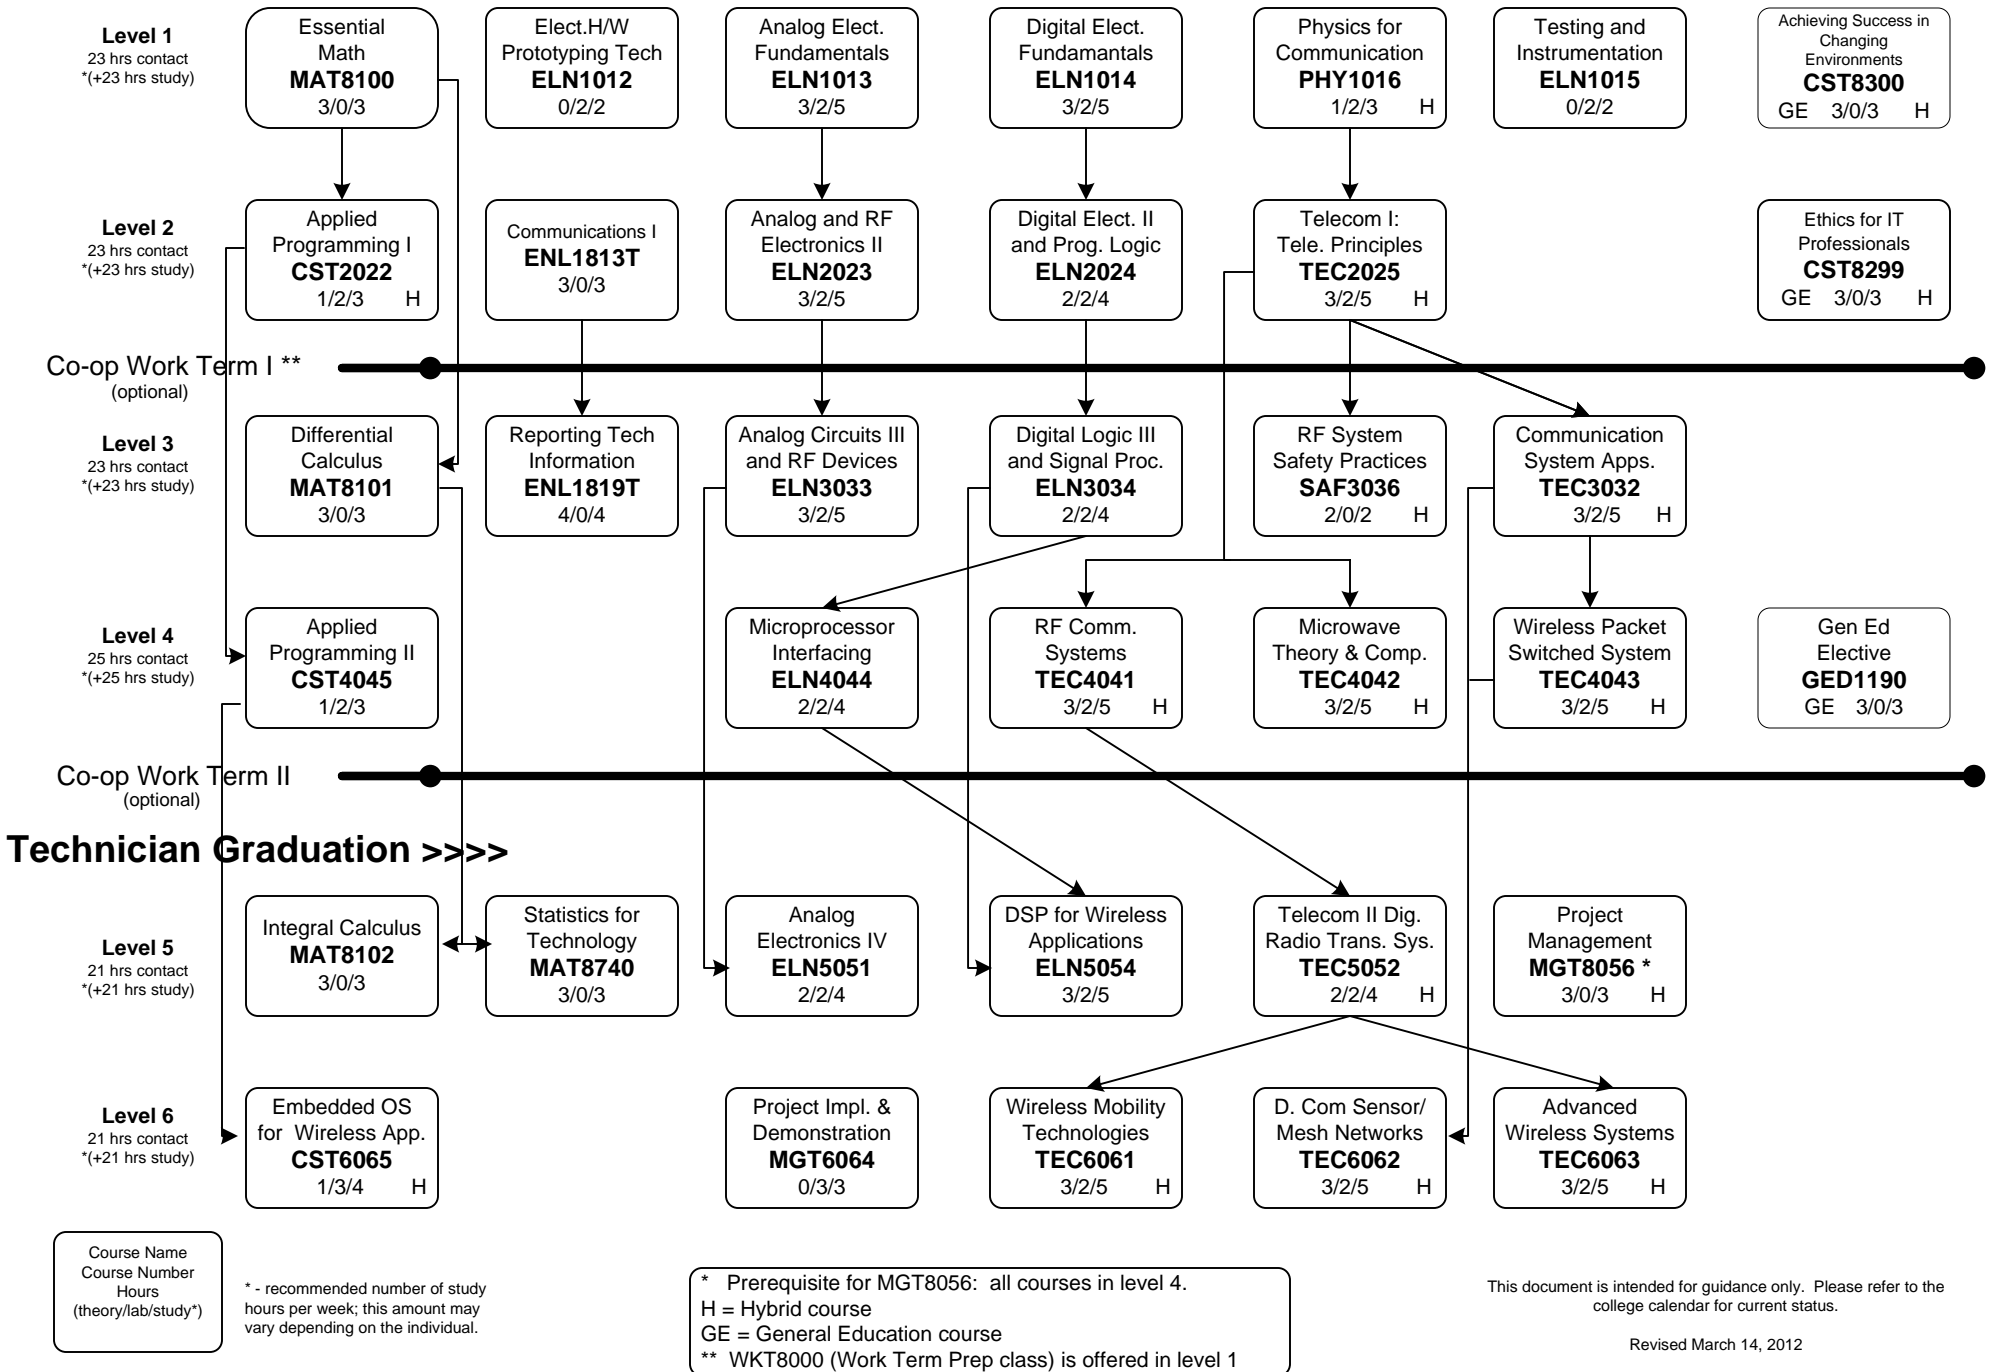 Level 1
23 hrs contact
*(+23 hrs study)
Essential
Math
MAT8100
3/0/3
Elect.H/W
Prototyping Tech
ELN1012
0/2/2
Analog Elect.
Fundamentals
ELN1013
3/2/5
Digital Elect.
Fundamantals
ELN1014
3/2/5
Physics for
Communication
PHY1016
1/2/3 H
Testing and
Instrumentation
ELN1015
0/2/2
Achieving Success in
Changing
Environments
CST8300
GE 3/0/3 H
Level 2
23 hrs contact
*(+23 hrs study)
Applied
Programming I
CST2022
1/2/3 H
Communications I
ENL1813T
3/0/3
Analog and RF
Electronics II
ELN2023
3/2/5
Digital Elect. II
and Prog. Logic
ELN2024
2/2/4
Telecom I:
Tele. Principles
TEC2025
3/2/5 H
Ethics for IT
Professionals
CST8299
GE 3/0/3 H
Co-op Work Term I **
(optional)
Level 3
23 hrs contact
*(+23 hrs study)
Differential
Calculus
MAT8101
3/0/3
Reporting Tech
Information
ENL1819T
4/0/4
Analog Circuits III
and RF Devices
ELN3033
3/2/5
Digital Logic III
and Signal Proc.
ELN3034
2/2/4
RF System
Safety Practices
SAF3036
2/0/2 H
Communication
System Apps.
TEC3032
3/2/5 H
Level 4
25 hrs contact
*(+25 hrs study)
Applied
Programming II
CST4045
1/2/3
Microprocessor
Interfacing
ELN4044
2/2/4
RF Comm.
Systems
TEC4041
3/2/5 H
Microwave
Theory & Comp.
TEC4042
3/2/5 H
Wireless Packet
Switched System
TEC4043
3/2/5 H
Gen Ed
Elective
GED1190
GE 3/0/3
Co-op Work Term II
(optional)
Technician Graduation >>>>
Level 5
21 hrs contact
*(+21 hrs study)
Integral Calculus
MAT8102
3/0/3
Statistics for
Technology
MAT8740
3/0/3
Analog
Electronics IV
ELN5051
2/2/4
DSP for Wireless
Applications
ELN5054
3/2/5
Telecom II Dig.
Radio Trans. Sys.
TEC5052
2/2/4 H
Project
Management
MGT8056 *
3/0/3 H
Level 6
21 hrs contact
*(+21 hrs study)
Embedded OS
for Wireless App.
CST6065
1/3/4 H
Project Impl. &
Demonstration
MGT6064
0/3/3
Wireless Mobility
Technologies
TEC6061
3/2/5 H
D. Com Sensor/
Mesh Networks
TEC6062
3/2/5 H
Advanced
Wireless Systems
TEC6063
3/2/5 H
Course Name
Course Number
Hours
(theory/lab/study*)
* - recommended number of study
hours per week; this amount may
vary depending on the individual.
* Prerequisite for MGT8056: all courses in level 4.
H = Hybrid course
GE = General Education course
** WKT8000 (Work Term Prep class) is offered in level 1
This document is intended for guidance only. Please refer to the
college calendar for current status.
Revised March 14, 2012